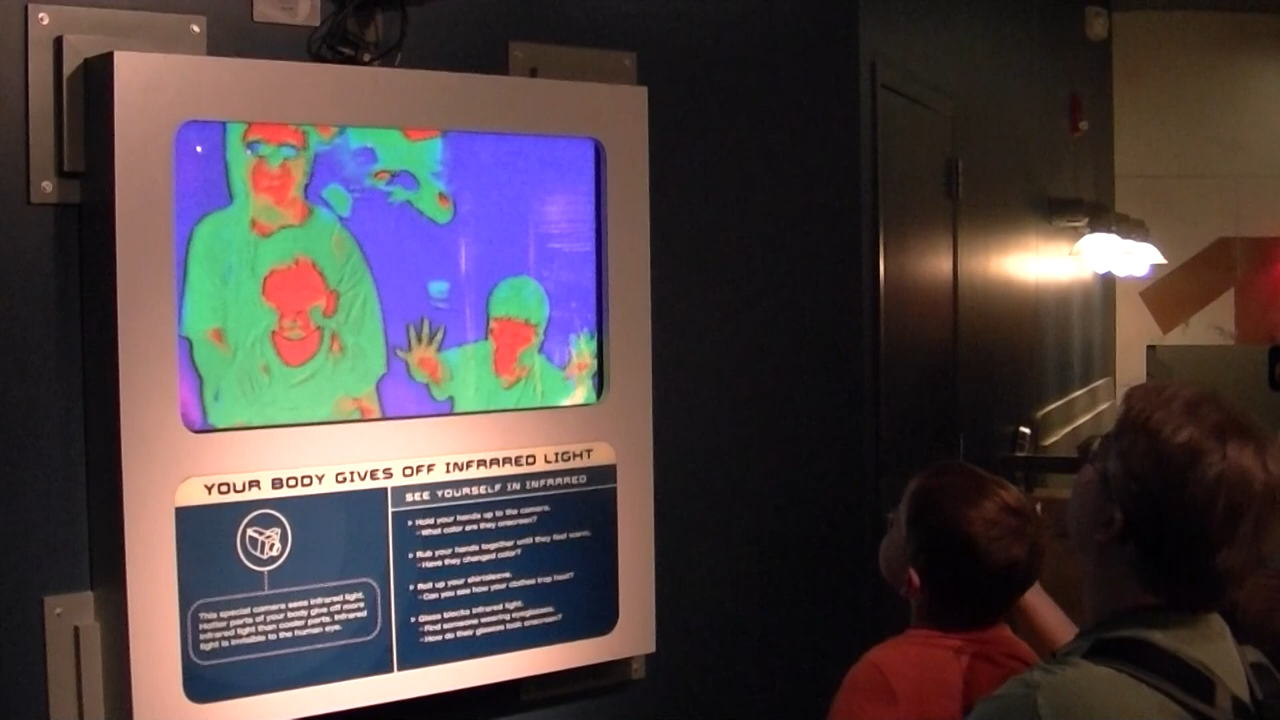 YOUR BODY GIVES OFF INFRARED LIGHT
This special camera sees infrared light.
Hotter parts of your body give off more
infrared light than cooler parts. Infrared
light is invisible to the human eye.
SEE YOURSELF IN INFRARED
Hold your hands up to the camera.
- What color are they onscreen?
Rub your hands together until they feel warm.
- Have they changed color?
Roll up your shirtsleeve.
- Can you see how your clothes trap heat?
Glass blocks infrared light.
- Find someone wearing eyeglasses.
- How do their glasses look onscreen?